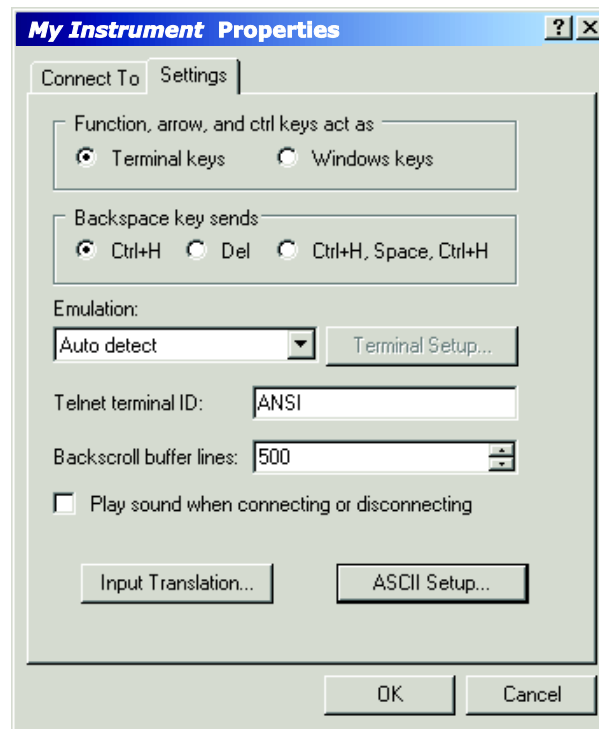 My Instrument Properties ? X
Connect To Settings
Function, arrow, and ctrl keys act as
Terminal keys Windows keys
Backspace key sends
Ctrl+H Del Ctrl+H, Space, Ctrl+H
Emulation:
Auto detect Terminal Setup...
Telnet terminal ID: ANSI
Backscroll buffer lines: 500
Play sound when connecting or disconnecting
Input Translation... ASCII Setup...
OK Cancel